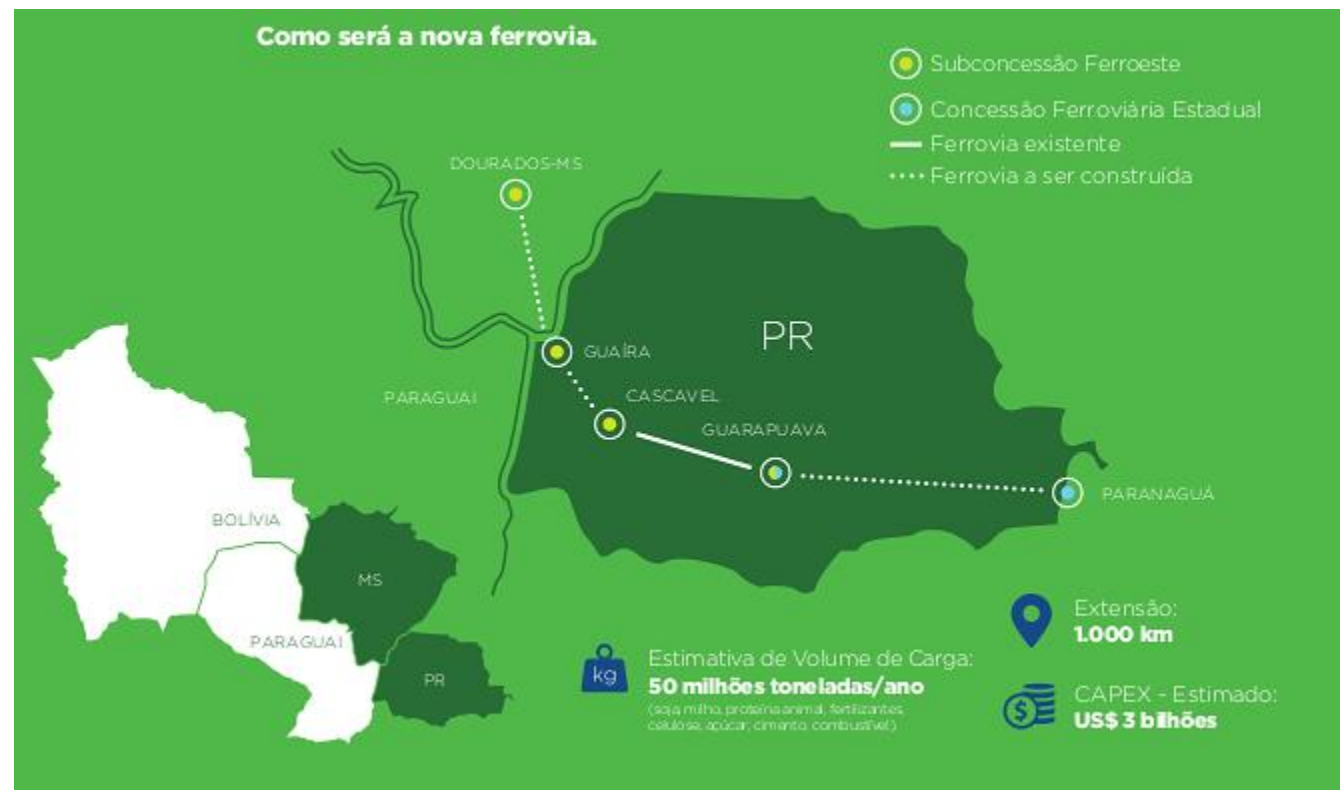 Como será a nova ferrovia.
Subconcessão Ferroeste
Concessão Ferroviária Estadual
Ferrovia existente
Ferrovia a ser construída
DOURADOS-MS
PR
GUAÍRA
PARAGUAI
CASCAVEL
GUARAPUAVA
PARANAGUÁ
BOLÍVIA
MS
PARAGUAI
PR
Extensão:
1.000 km
kg
Estimativa de Volume de Carga:
50 milhões toneladas/ano
(soja, milho, proteína animal, fertilizantes,
celulose, açúcar, cimento, combustível)
$
CAPEX - Estimado:
US$ 3 bilhões